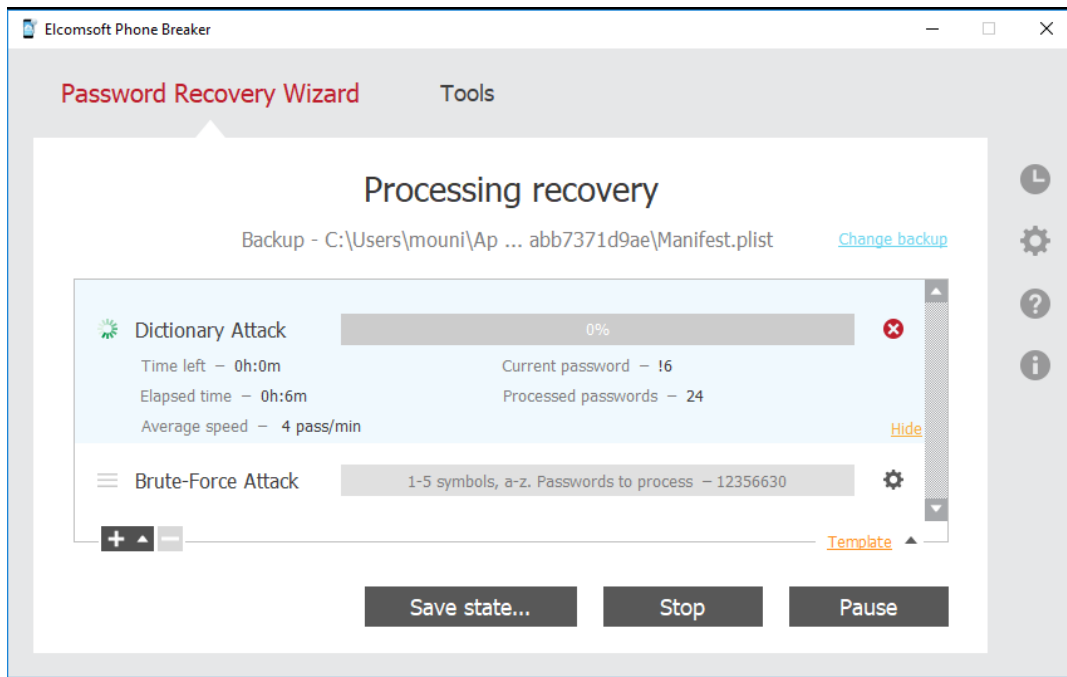 Elcomsoft Phone Breaker
Password Recovery Wizard Tools
Processing recovery
Backup - C:\Users\mouni\Ap ... abb7371d9ae\Manifest.plist Change backup
Dictionary Attack 0%
Time left – 0h:0m Current password – !6
Elapsed time – 0h:6m Processed passwords – 24
Average speed – 4 pass/min
Hide
Brute-Force Attack 1-5 symbols, a-z. Passwords to process – 12356630
Template
Save state... Stop Pause